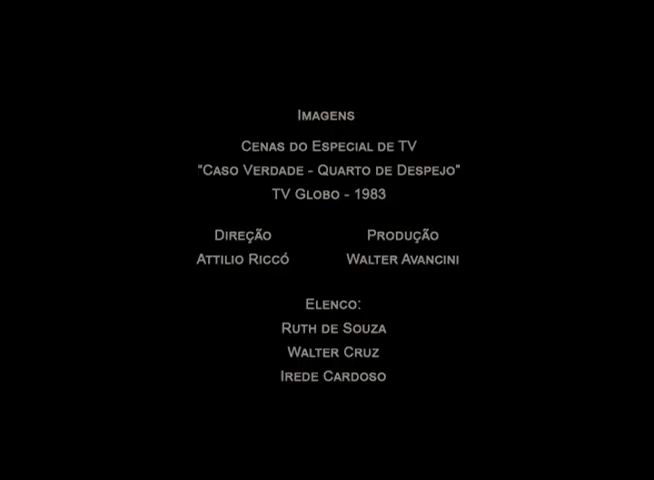 Imagens
Cenas do Especial de TV
"Caso Verdade - Quarto de Despejo"
TV Globo - 1983
Direção Produção
Attilio Riccó Walter Avancini
Elenco:
Ruth de Souza
Walter Cruz
Irede Cardoso